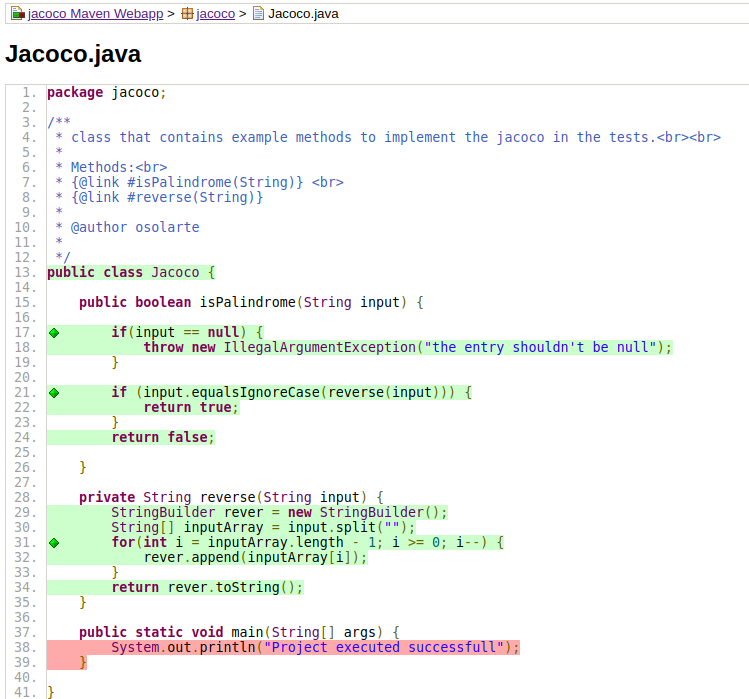 jacoco Maven Webapp > jacoco > Jacoco.java
Jacoco.java
1. package jacoco;
2.
3. /**
4.  * class that contains example methods to implement the jacoco in the tests.<br><br>
5.  *
6.  * Methods:<br>
7.  * {@link #isPalindrome(String)} <br>
8.  * {@link #reverse(String)}
9.  *
10.  * @author osolarte
11.  *
12.  */
13. public class Jacoco {
14.
15.     public boolean isPalindrome(String input) {
16.
17.         if(input == null) {
18.             throw new IllegalArgumentException("the entry shouldn't be null");
19.         }
20.
21.         if (input.equalsIgnoreCase(reverse(input))) {
22.             return true;
23.         }
24.         return false;
25.
26.     }
27.
28.     private String reverse(String input) {
29.         StringBuilder rever = new StringBuilder();
30.         String[] inputArray = input.split("");
31.         for(int i = inputArray.length - 1; i >= 0; i--) {
32.             rever.append(inputArray[i]);
33.         }
34.         return rever.toString();
35.     }
36.
37.     public static void main(String[] args) {
38.         System.out.println("Project executed successfull");
39.     }
40.
41. }